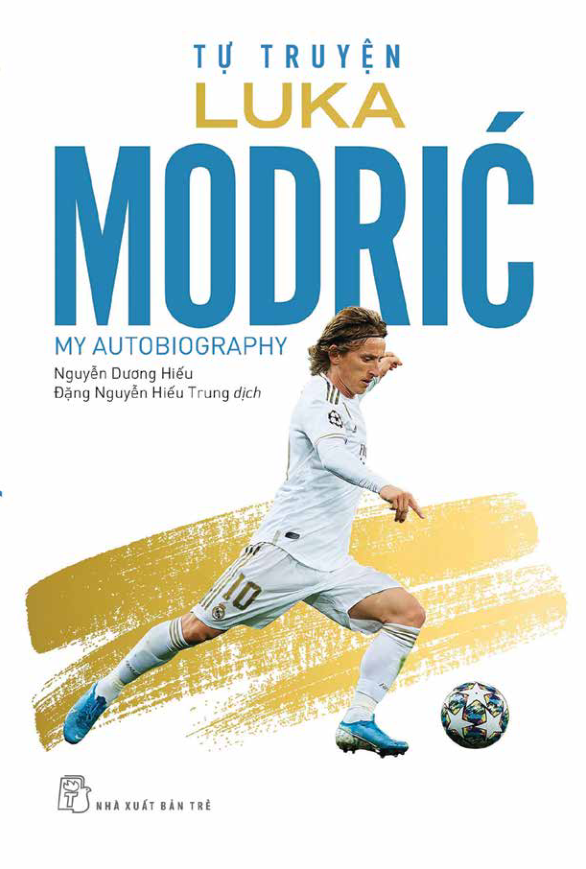 TỰ TRUYỆN
LUKA
MODRIĆ
MY AUTOBIOGRAPHY
Nguyễn Dương Hiếu
Đặng Nguyễn Hiếu Trung dịch
10
NHÀ XUẤT BẢN TRẺ